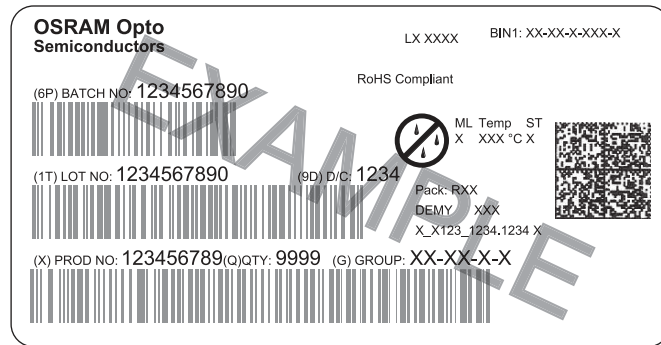 OSRAM Opto
Semiconductors
LX XXXX
BIN1: XX-XX-X-XXX-X
RoHS Compliant
(6P) BATCH NO: 1234567890
ML Temp ST
X XXX °C X
(1T) LOT NO: 1234567890 (9D) D/C: 1234
Pack: RXX
DEMY XXX
X_X123_1234.1234 X
(X) PROD NO: 123456789(Q)QTY: 9999 (G) GROUP: XX-XX-X-X
EXAMPLE